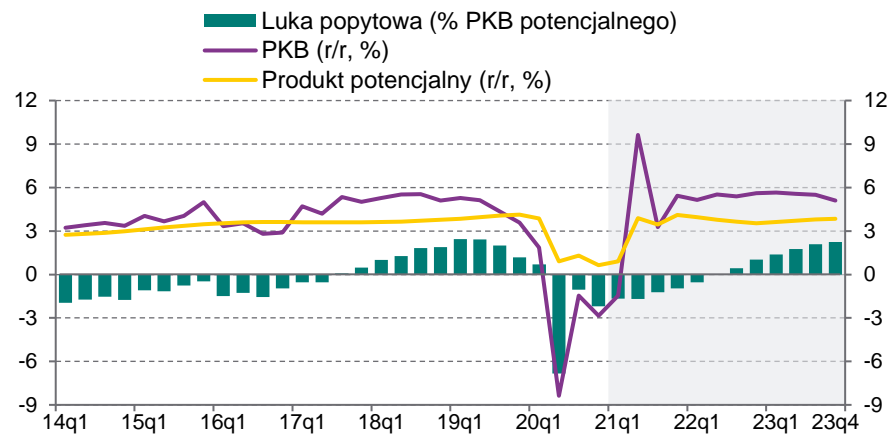 Luka popytowa (% PKB potencjalnego)
PKB (r/r, %)
Produkt potencjalny (r/r, %)
12 12
9 9
6 6
3 3
0 0
-3 -3
-6 -6
-9 -9
14q1 15q1 16q1 17q1 18q1 19q1 20q1 21q1 22q1 23q1 23q4